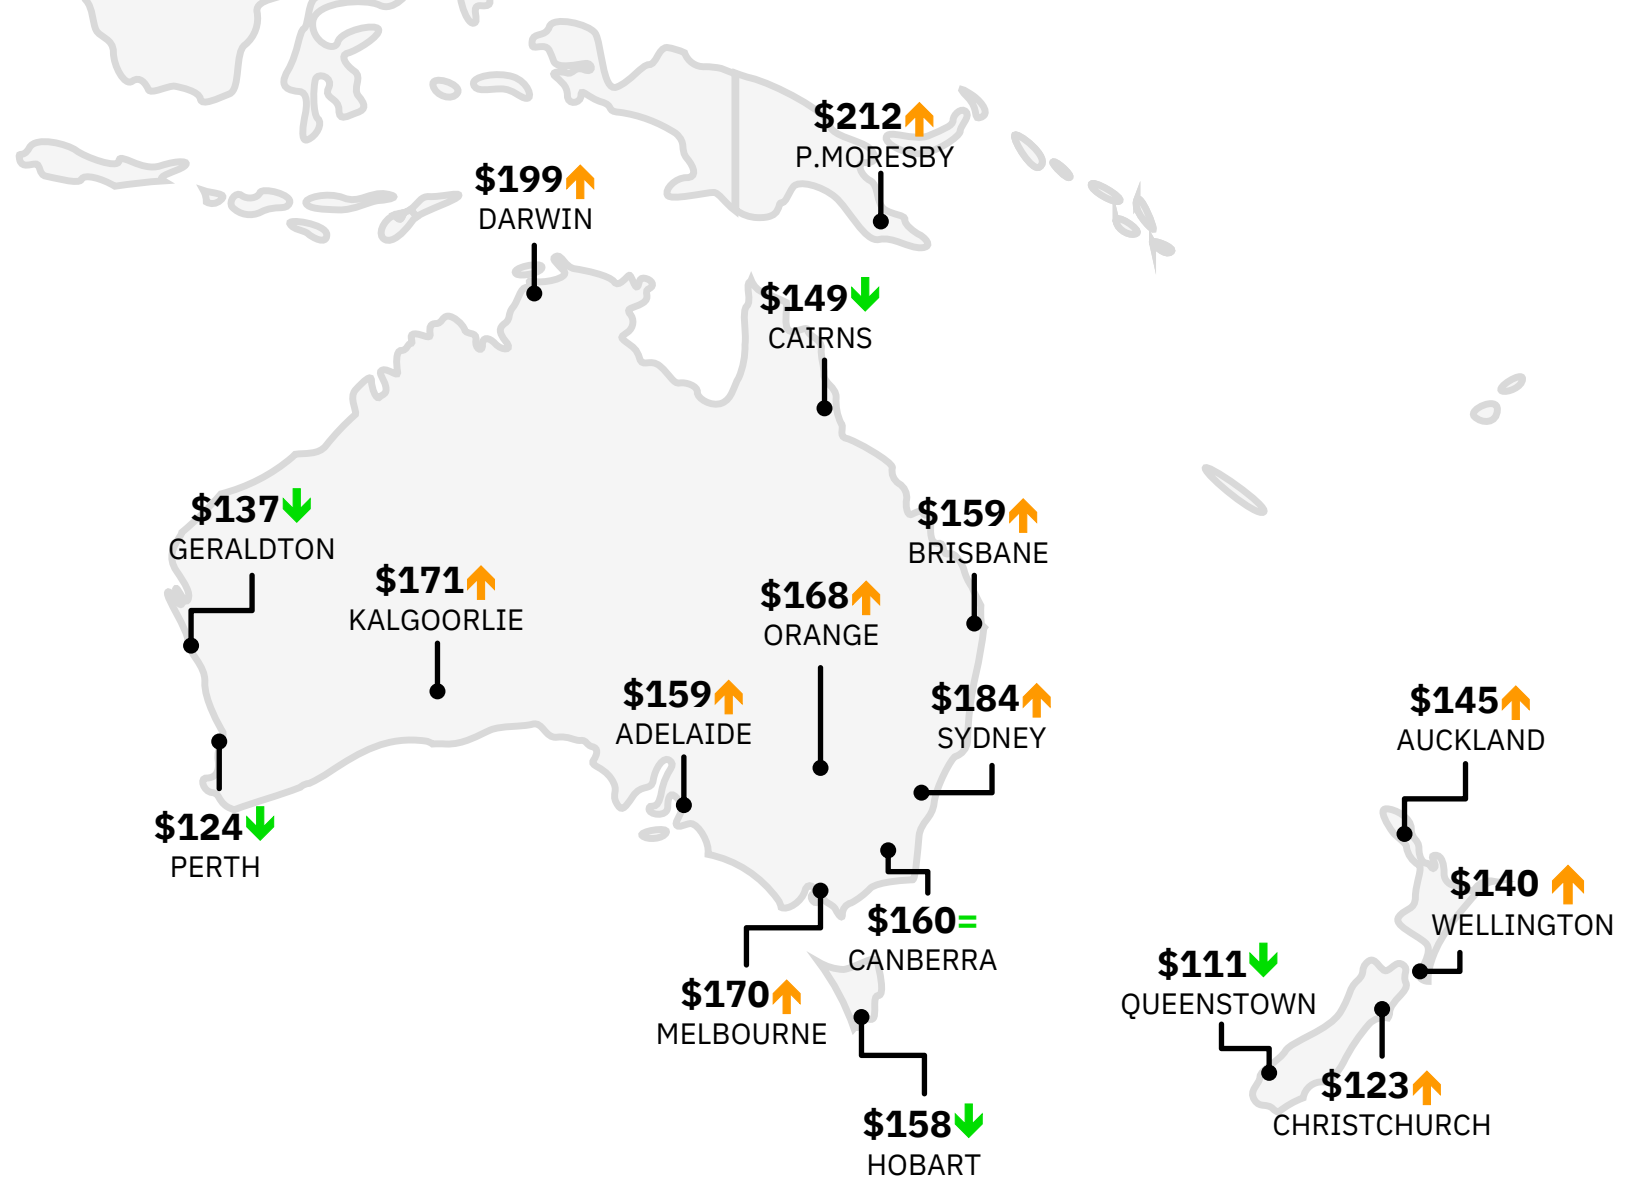 $212
P.MORESBY
$199
DARWIN
$149
CAIRNS
$137
GERALDTON
$159
BRISBANE
$171
KALGOORLIE
$168
ORANGE
$159
ADELAIDE
$184
SYDNEY
$145
AUCKLAND
$124
PERTH
$140
WELLINGTON
$160=
CANBERRA
$111
QUEENSTOWN
$170
MELBOURNE
$123
CHRISTCHURCH
$158
HOBART